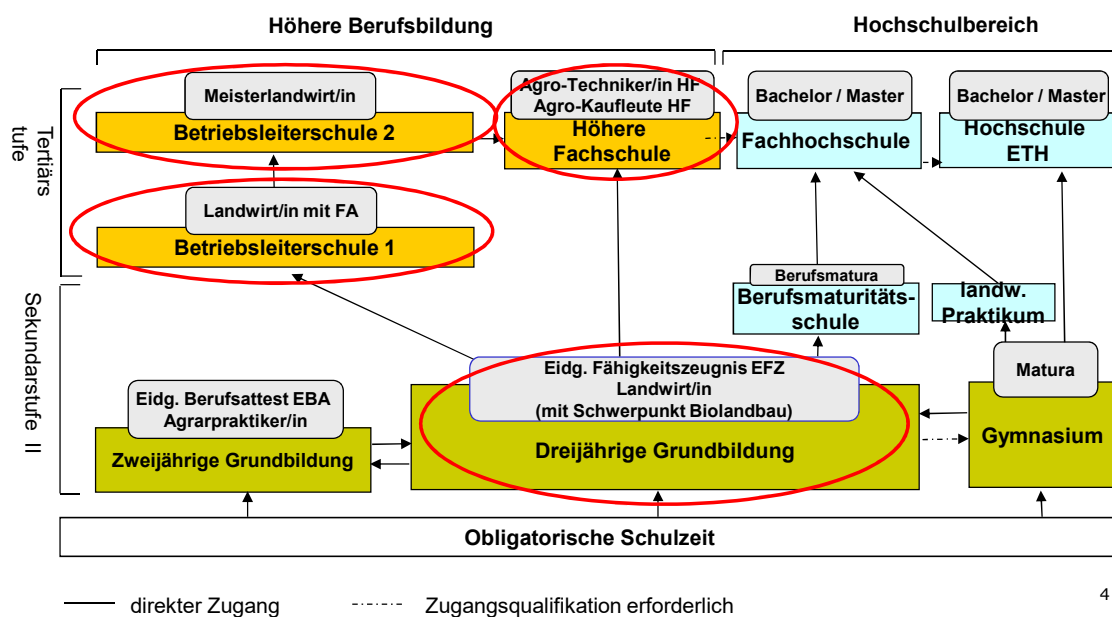 Höhere Berufsbildung
Hochschulbereich
Tertiärs
tufe
Meisterlandwirt/in
Betriebsleiterschule 2
Agro-Techniker/in HF
Agro-Kaufleute HF
Höhere
Fachschule
Bachelor / Master
Fachhochschule
Bachelor / Master
Hochschule
ETH
Landwirt/in mit FA
Betriebsleiterschule 1
Sekundarstufe II
Berufsmatura
Berufsmaturitäts-
schule
landw.
Praktikum
Eidg. Berufsattest EBA
Agrarpraktiker/in
Zweijährige Grundbildung
Eidg. Fähigkeitszeugnis EFZ
Landwirt/in
(mit Schwerpunkt Biolandbau)
Dreijährige Grundbildung
Matura
Gymnasium
Obligatorische Schulzeit
direkter Zugang
Zugangsqualifikation erforderlich
4